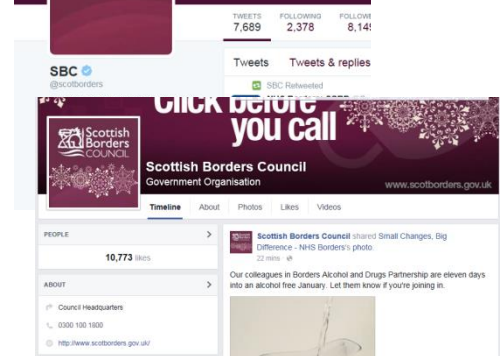 TWEETS FOLLOWING
7,689 2,378
Tweets Tweets & replies
SBC
@scotborders
SBC Retweeted
Click before
you call
Scottish
Borders
COUNCIL
Scottish Borders Council
Government Organisation
www.scotborders.gov.uk
Timeline About Photos Likes Videos
PEOPLE
10,773 likes
ABOUT
Council Headquarters
0300 100 1800
http://www.scotborders.gov.uk/
Scottish Borders Council shared Small Changes, Big
Difference - NHS Borders's photo.
22 mins
Our colleagues in Borders Alcohol and Drugs Partnership are eleven days
into an alcohol free January. Let them know if you're joining in.